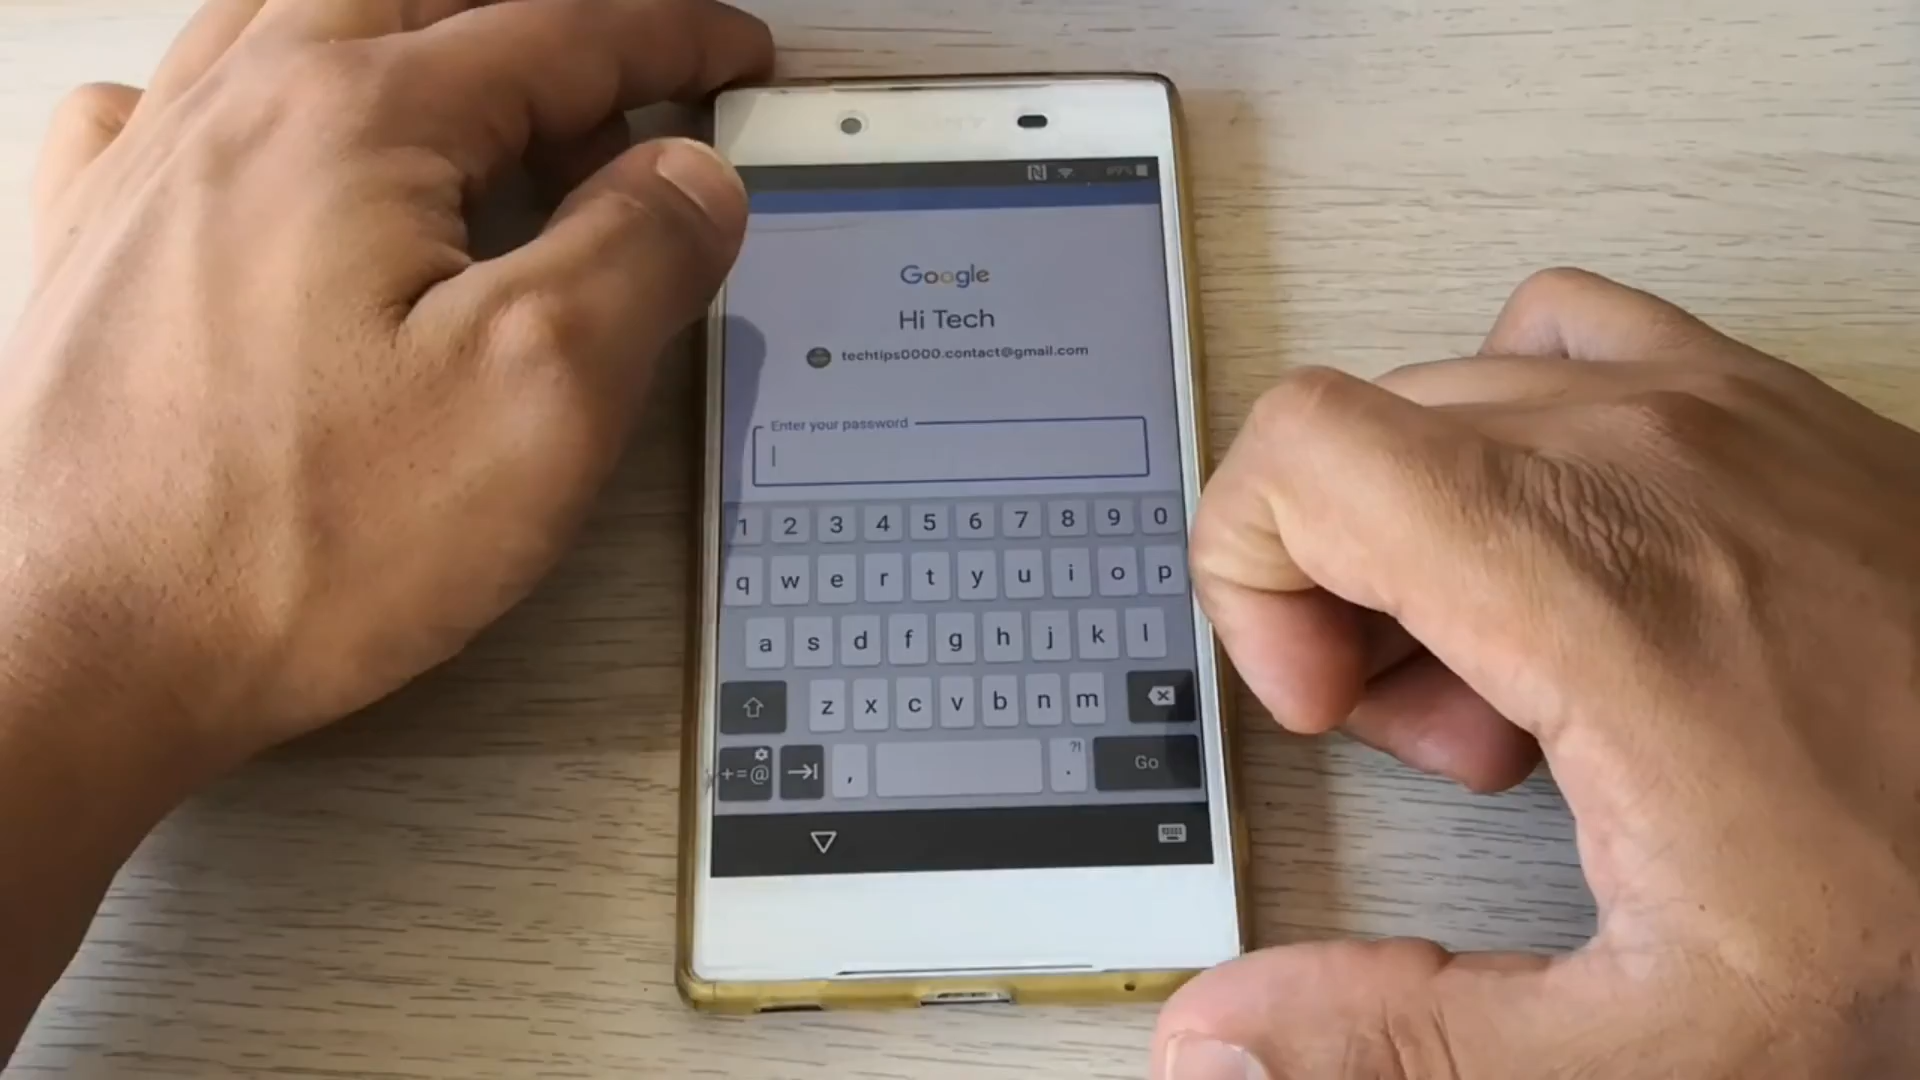 89%
Google
Hi Tech
techtips0000.contact@gmail.com
Enter your password
1 2 3 4 5 6 7 8 9 0
q w e r t y u i o p
a s d f g h j k l
z x c v b n m
+=@ , ?! . Go